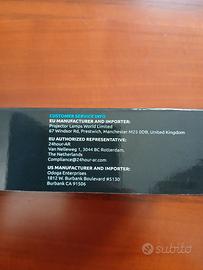 CUSTOMER SERVICE INFO
EU MANUFACTURER AND IMPORTER:
Projector Lamps World Limited
67 Windsor Rd, Prestwich, Manchester M25 0DB, United Kingdom
EU AUTHORIZED REPRESENTATIVE:
24hour-AR
Van Nelleweg 1, 3044 BC Rotterdam,
The Netherlands
Compliance@24hour-ar.com
US MANUFACTURER AND IMPORTER:
Odoga Enterprises
1812 W. Burbank Boulevard #5130
Burbank CA 91506
subito